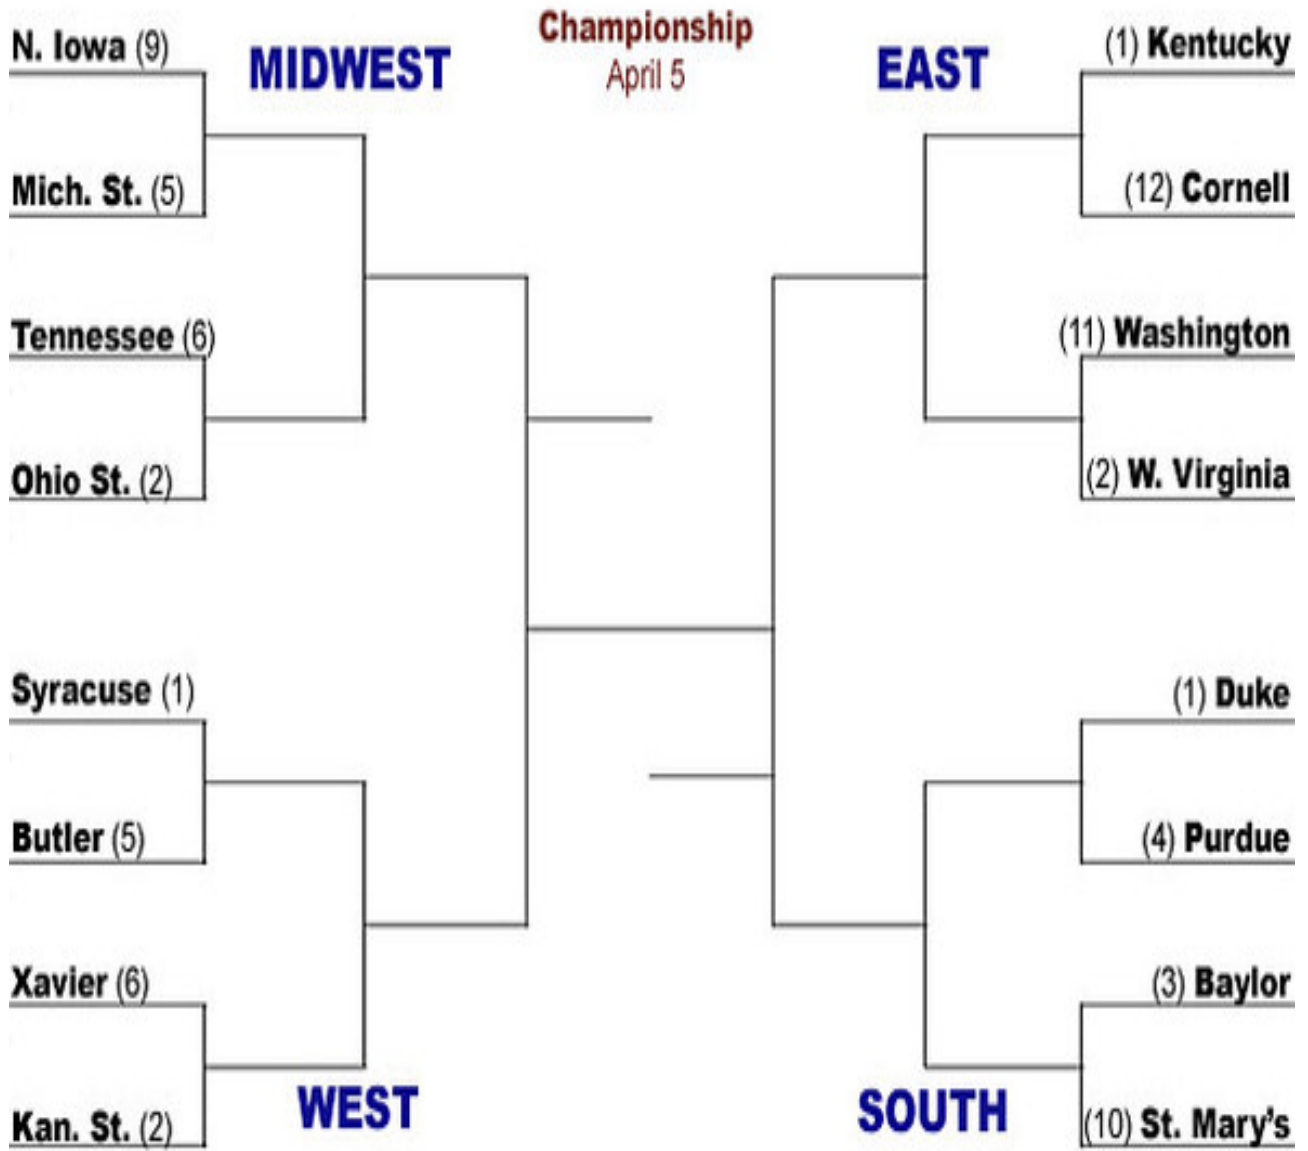 Championship
April 5
MIDWEST
N. Iowa (9)
Mich. St. (5)
Tennessee (6)
Ohio St. (2)
WEST
Syracuse (1)
Butler (5)
Xavier (6)
Kan. St. (2)
EAST
(1) Kentucky
(12) Cornell
(11) Washington
(2) W. Virginia
SOUTH
(1) Duke
(4) Purdue
(3) Baylor
(10) St. Mary's